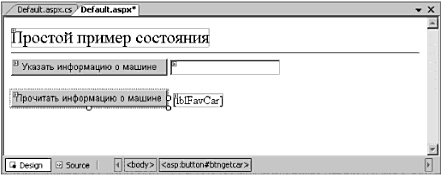 Default.aspx.cs Default.aspx*
Простой пример состояния
Указать информацию о машине
Прочитать информацию о машине [lblFavCar]
Design Source <body> <asp:button#btngetcar>